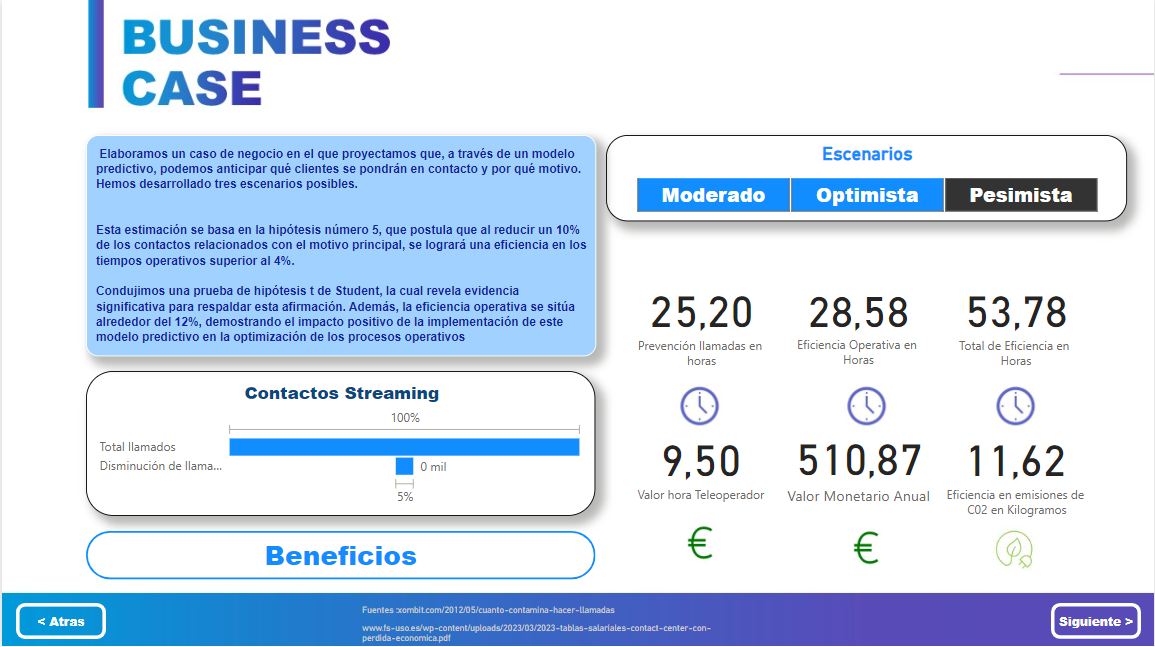 BUSINESS
CASE
Elaboramos un caso de negocio en el que proyectamos que, a través de un modelo
predictivo, podemos anticipar qué clientes se pondrán en contacto y por qué motivo.
Hemos desarrollado tres escenarios posibles.
Esta estimación se basa en la hipótesis número 5, que postula que al reducir un 10%
de los contactos relacionados con el motivo principal, se logrará una eficiencia en los
tiempos operativos superior al 4%.
Condujimos una prueba de hipótesis t de Student, la cual revela evidencia
significativa para respaldar esta afirmación. Además, la eficiencia operativa se sitúa
alrededor del 12%, demostrando el impacto positivo de la implementación de este
modelo predictivo en la optimización de los procesos operativos
Escenarios
Moderado Optimista Pesimista
25,20
Prevención llamadas en
horas
28,58
Eficiencia Operativa en
Horas
53,78
Total de Eficiencia en
Horas
Contactos Streaming
100%
Total llamados
Disminución de llama...
0 mil
5%
9,50
Valor hora Teleoperador
€
510,87
Valor Monetario Anual
€
11,62
Eficiencia en emisiones de
C02 en Kilogramos
Beneficios
< Atras
Fuentes :xombit.com/2012/05/cuanto-contamina-hacer-llamadas
www.fs-uso.es/wp-content/uploads/2023/03/2023-tablas-salariales-contact-center-con-
perdida-economica.pdf
Siguiente >